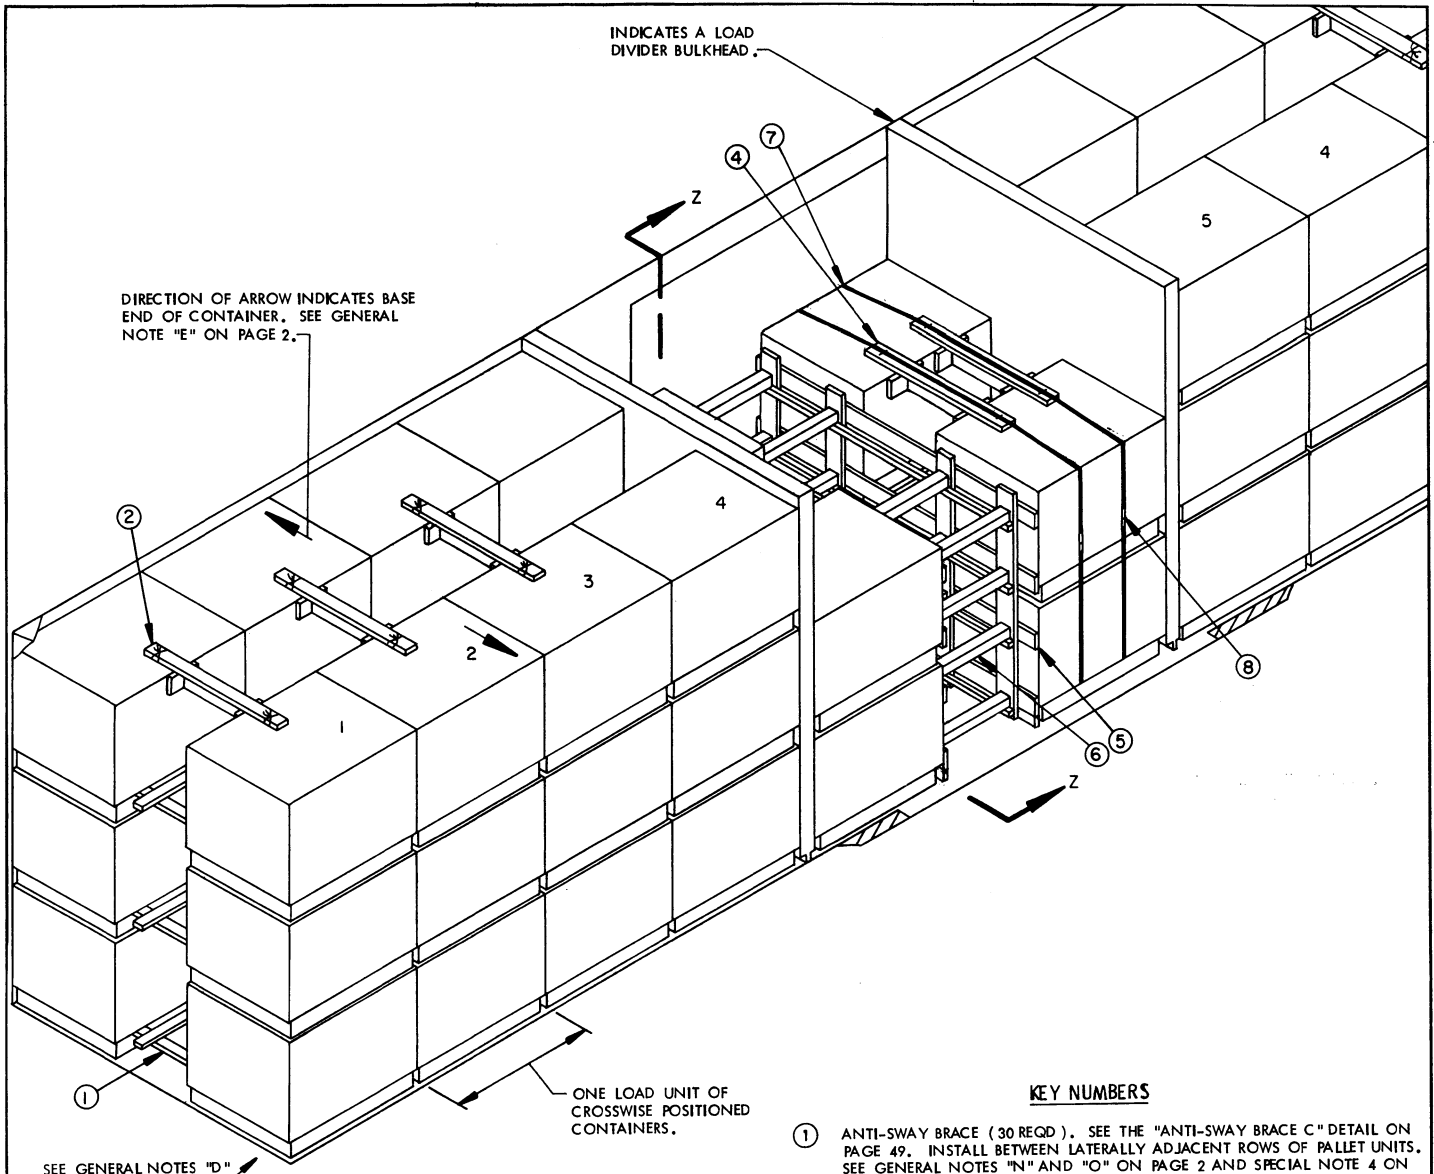 INDICATES A LOAD
DIVIDER BULKHEAD.
7
4
4
Z
5
DIRECTION OF ARROW INDICATES BASE
END OF CONTAINER. SEE GENERAL
NOTE "E" ON PAGE 2.
4
2
3
2
8
1
6
5
Z
1
ONE LOAD UNIT OF
CROSSWISE POSITIONED
CONTAINERS.
SEE GENERAL NOTES "D"
KEY NUMBERS
1 ANTI-SWAY BRACE (30 REQD). SEE THE "ANTI-SWAY BRACE C" DETAIL ON
PAGE 49. INSTALL BETWEEN LATERALLY ADJACENT ROWS OF PALLET UNITS.
SEE GENERAL NOTES "N" AND "O" ON PAGE 2 AND SPECIAL NOTE 4 ON